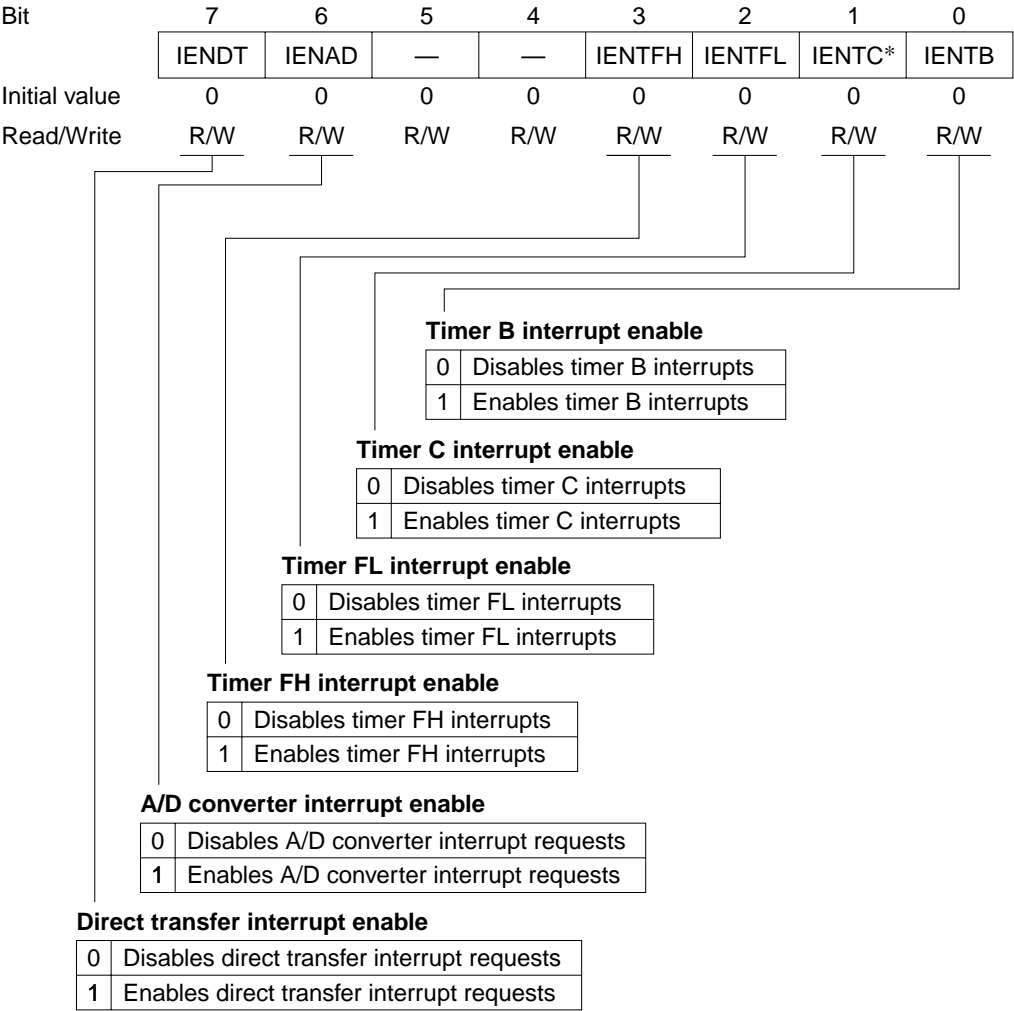 Bit 7 6 5 4 3 2 1 0
IENDT IENAD — — IENTFH IENTFL IENTC* IENTB
Initial value 0 0 0 0 0 0 0 0
Read/Write R/W R/W R/W R/W R/W R/W R/W R/W
Timer B interrupt enable
0 Disables timer B interrupts
1 Enables timer B interrupts
Timer C interrupt enable
0 Disables timer C interrupts
1 Enables timer C interrupts
Timer FL interrupt enable
0 Disables timer FL interrupts
1 Enables timer FL interrupts
Timer FH interrupt enable
0 Disables timer FH interrupts
1 Enables timer FH interrupts
A/D converter interrupt enable
0 Disables A/D converter interrupt requests
1 Enables A/D converter interrupt requests
Direct transfer interrupt enable
0 Disables direct transfer interrupt requests
1 Enables direct transfer interrupt requests